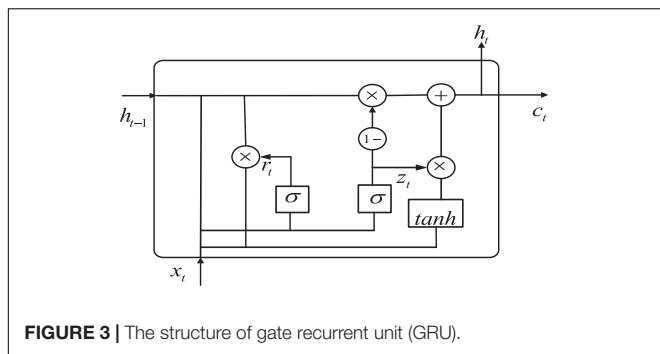 h_t
h_{t-1}
c_t
×
+
1-
×
r_t
z_t
×
σ
σ
tanh
x_t
FIGURE 3 | The structure of gate recurrent unit (GRU).